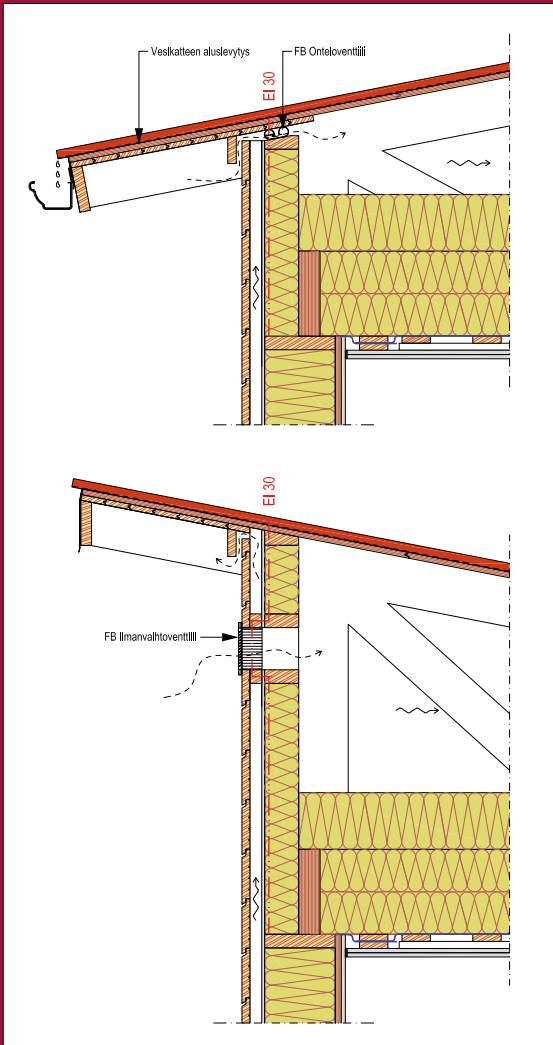 Vesikatteen aluslevytys
FB Onteloventtiili
EI 30
EI 30
FB Ilmanvaihtoventtiili